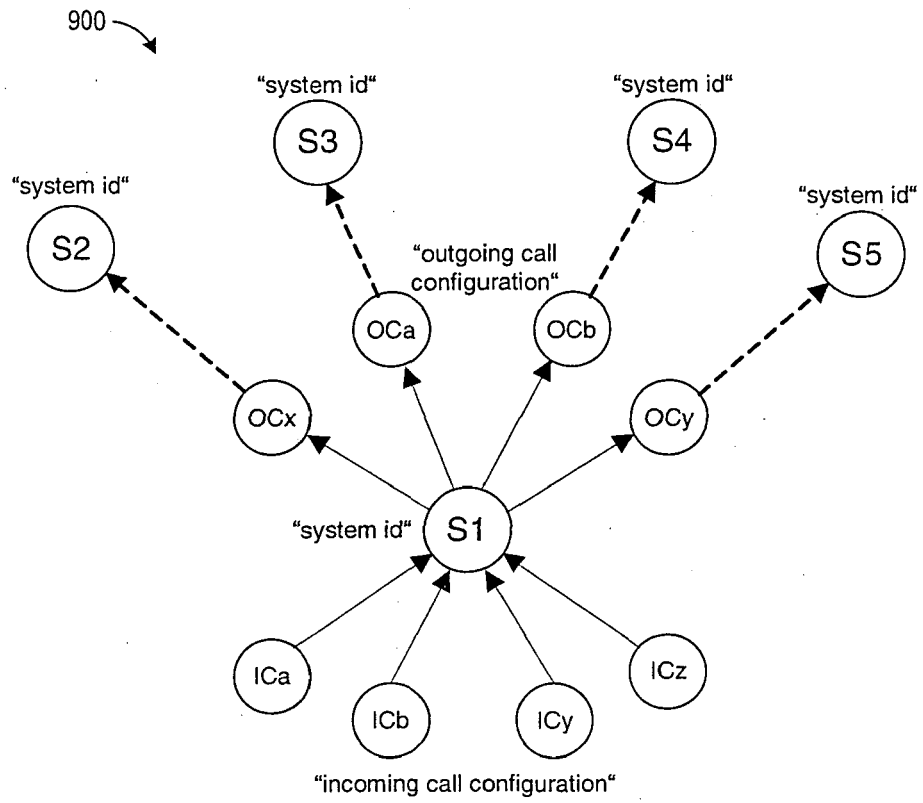 900
“system id“
“system id“
S3
S4
“system id“
“system id“
S2
S5
“outgoing call
configuration“
OCa
OCb
OCx
OCy
“system id“
S1
ICa
ICz
ICb
ICy
“incoming call configuration“